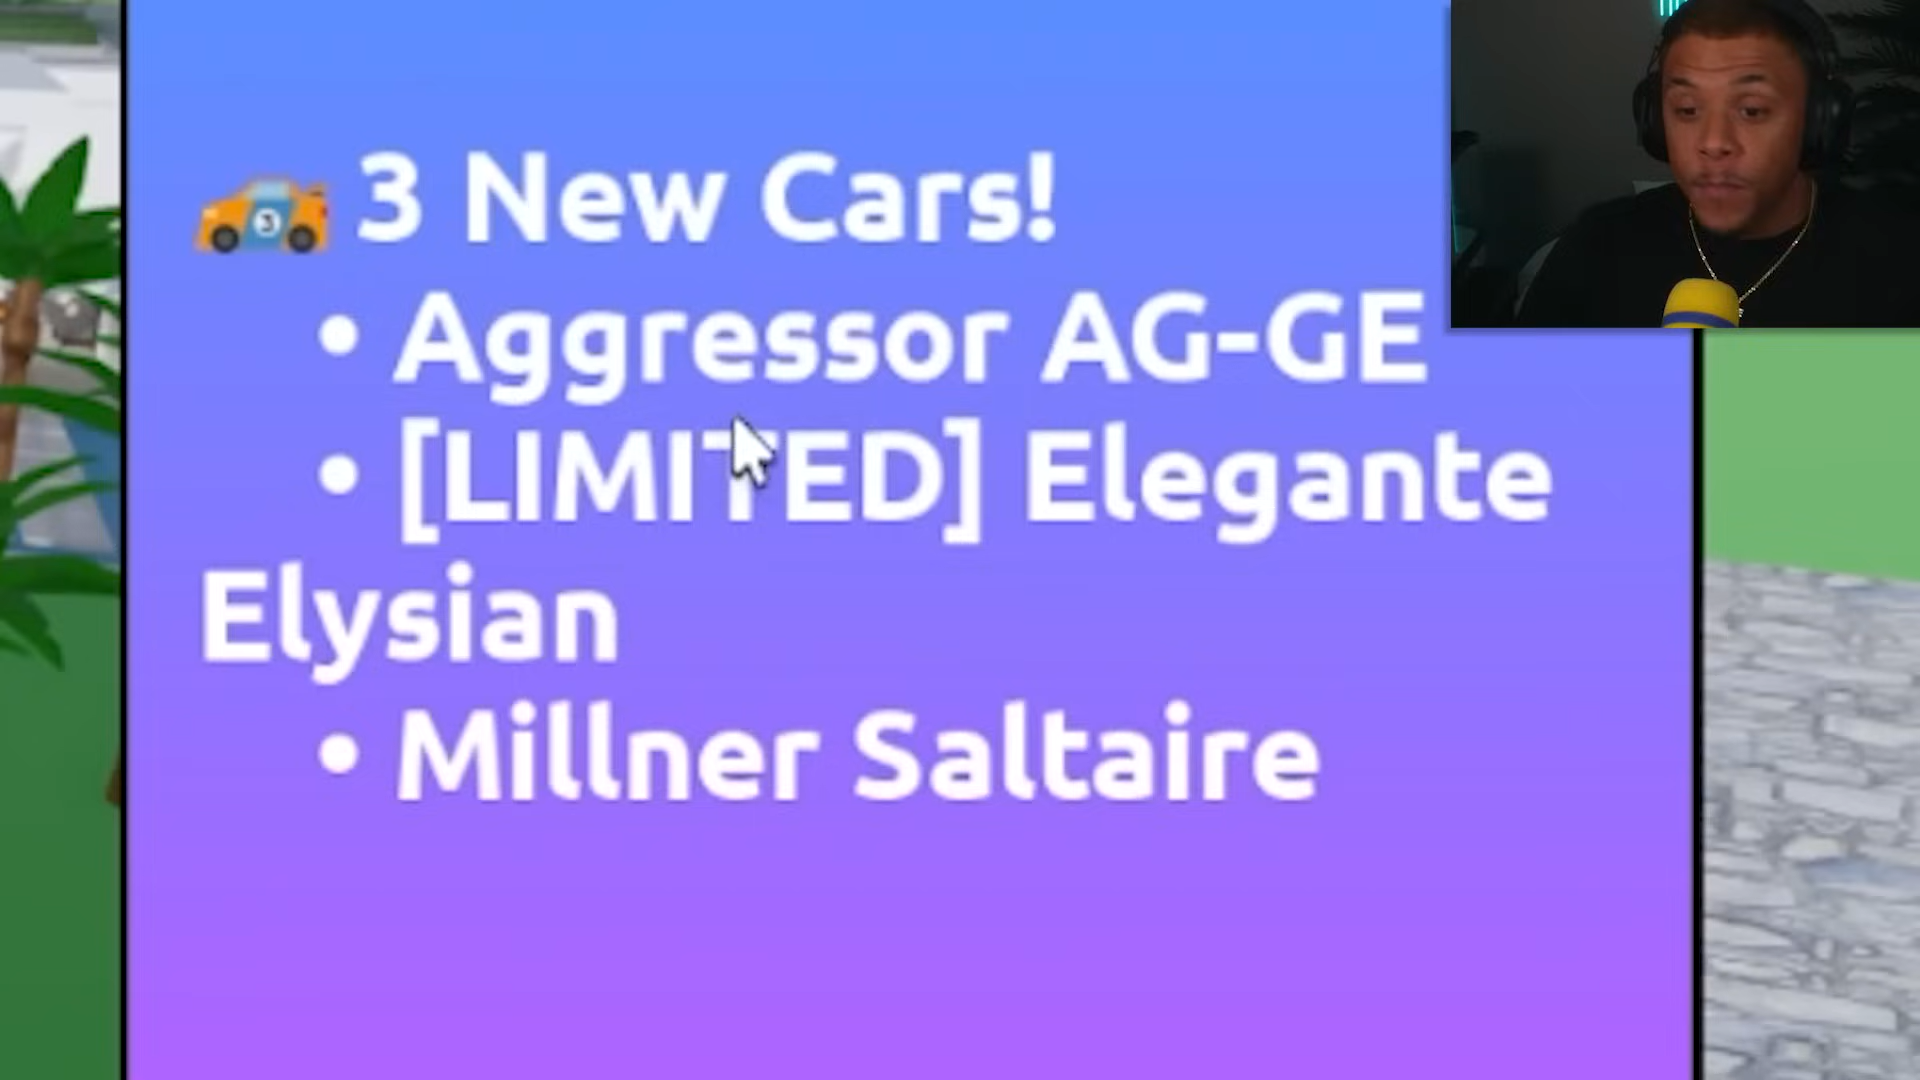 3 New Cars!
• Aggressor AG-GE
• [LIMITED] Elegante
Elysian
• Millner Saltaire